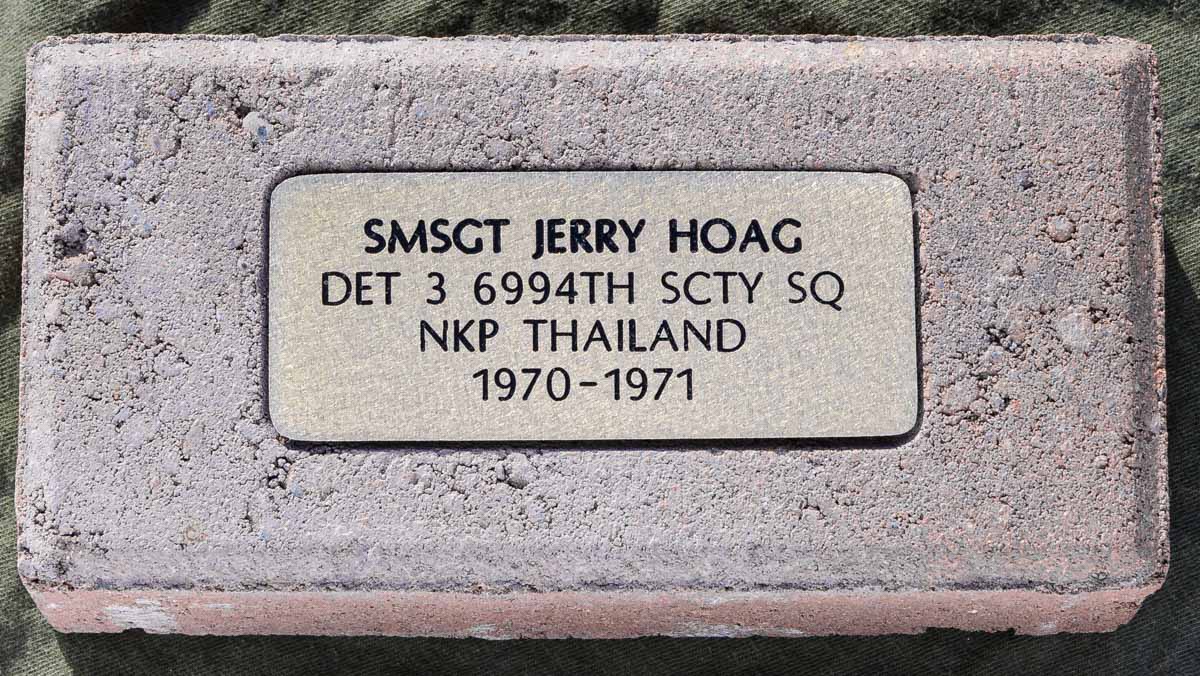 SMSGT JERRY HOAG
DET 3 6994TH SCTY SQ
NKP THAILAND
1970-1971